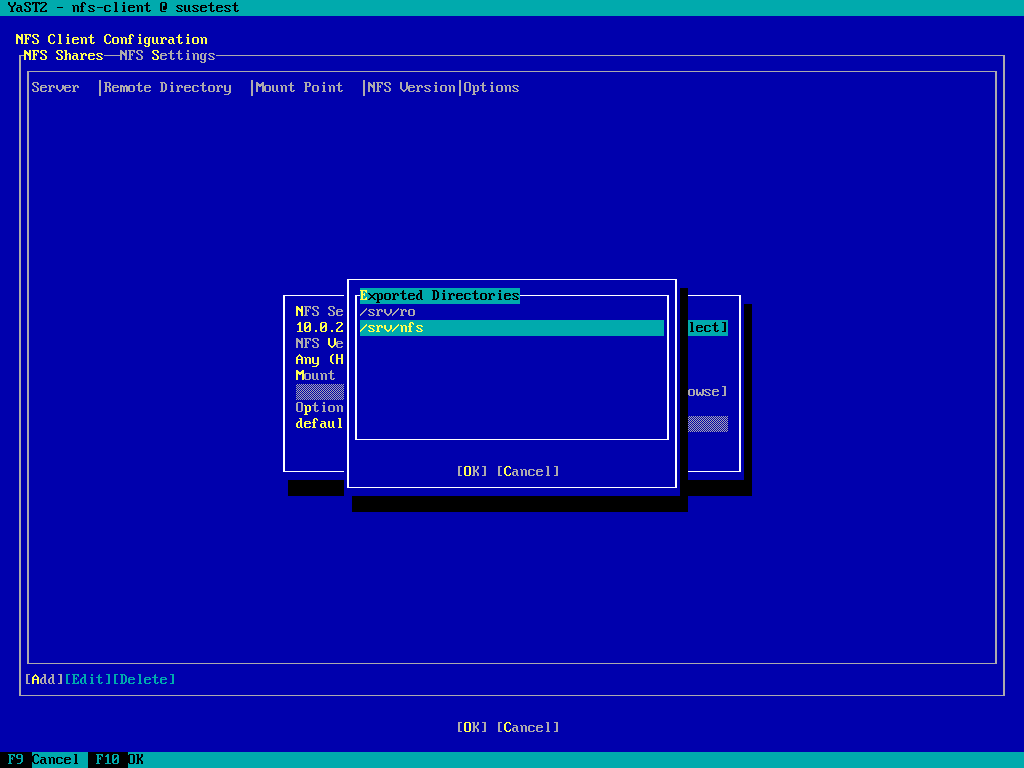 YaST2 - nfs-client @ susetest
NFS Client Configuration
NFS Shares NFS Settings
Server |Remote Directory |Mount Point |NFS Version|Options
Exported Directories
NFS Se /srv/ro
10.0.2 /srv/nfs lect]
NFS Ve
Any (H
Mount
owse]
Option
defaul
[OK] [Cancel]
[Add][Edit][Delete]
[OK] [Cancel]
F9 Cancel F10 OK